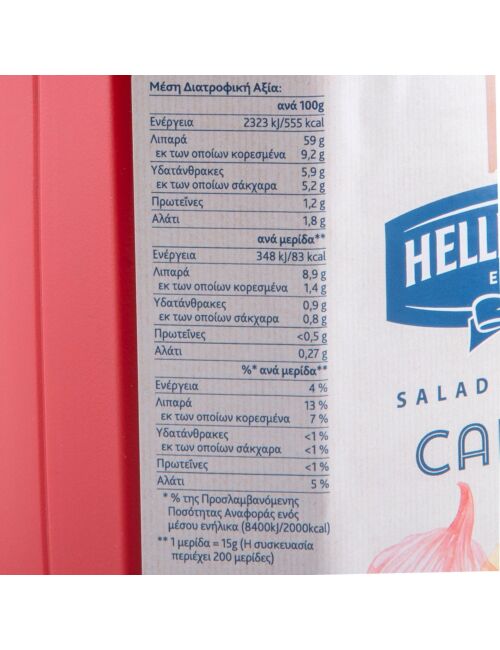 Μέση Διατροφική Αξία:
ανά 100g
Ενέργεια 2323 kJ/555 kcal
Λιπαρά 59 g
εκ των οποίων κορεσμένα 9,2 g
Υδατάνθρακες 5,9 g
εκ των οποίων σάκχαρα 5,2 g
Πρωτεΐνες 1,2 g
Αλάτι 1,8 g
ανά μερίδα**
Ενέργεια 348 kJ/83 kcal
Λιπαρά 8,9 g
εκ των οποίων κορεσμένα 1,4 g
Υδατάνθρακες 0,9 g
εκ των οποίων σάκχαρα 0,8 g
Πρωτεΐνες <0,5 g
Αλάτι 0,27 g
%* ανά μερίδα**
Ενέργεια 4 %
Λιπαρά 13 %
εκ των οποίων κορεσμένα 7 %
Υδατάνθρακες <1 %
εκ των οποίων σάκχαρα <1 %
Πρωτεΐνες <1 %
Αλάτι 5 %
* % της Προσλαμβανόμενης
Ποσότητας Αναφοράς ενός
μέσου ενήλικα (8400kJ/2000kcal)
** 1 μερίδα = 15g (Η συσκευασία
περιέχει 200 μερίδες)
HELL
E
SALAD
CA